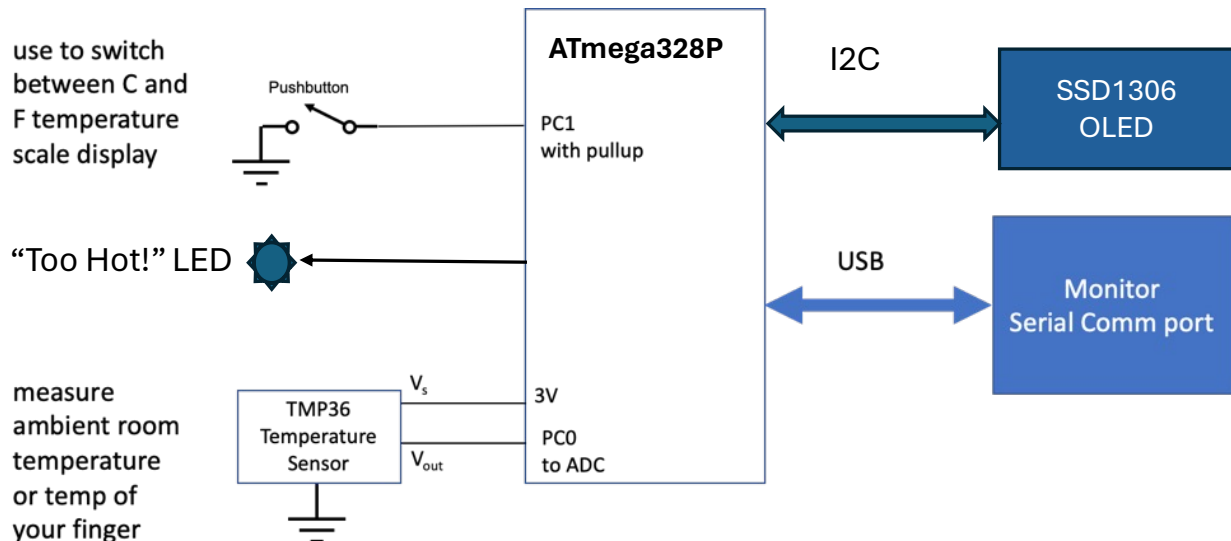 use to switch
between C and
F temperature
scale display
Pushbutton
ATmega328P
PC1
with pullup
I2C
SSD1306
OLED
“Too Hot!” LED
USB
Monitor
Serial Comm port
measure
ambient room
temperature
or temp of
your finger
TMP36
Temperature
Sensor
Vs
Vout
3V
PC0
to ADC